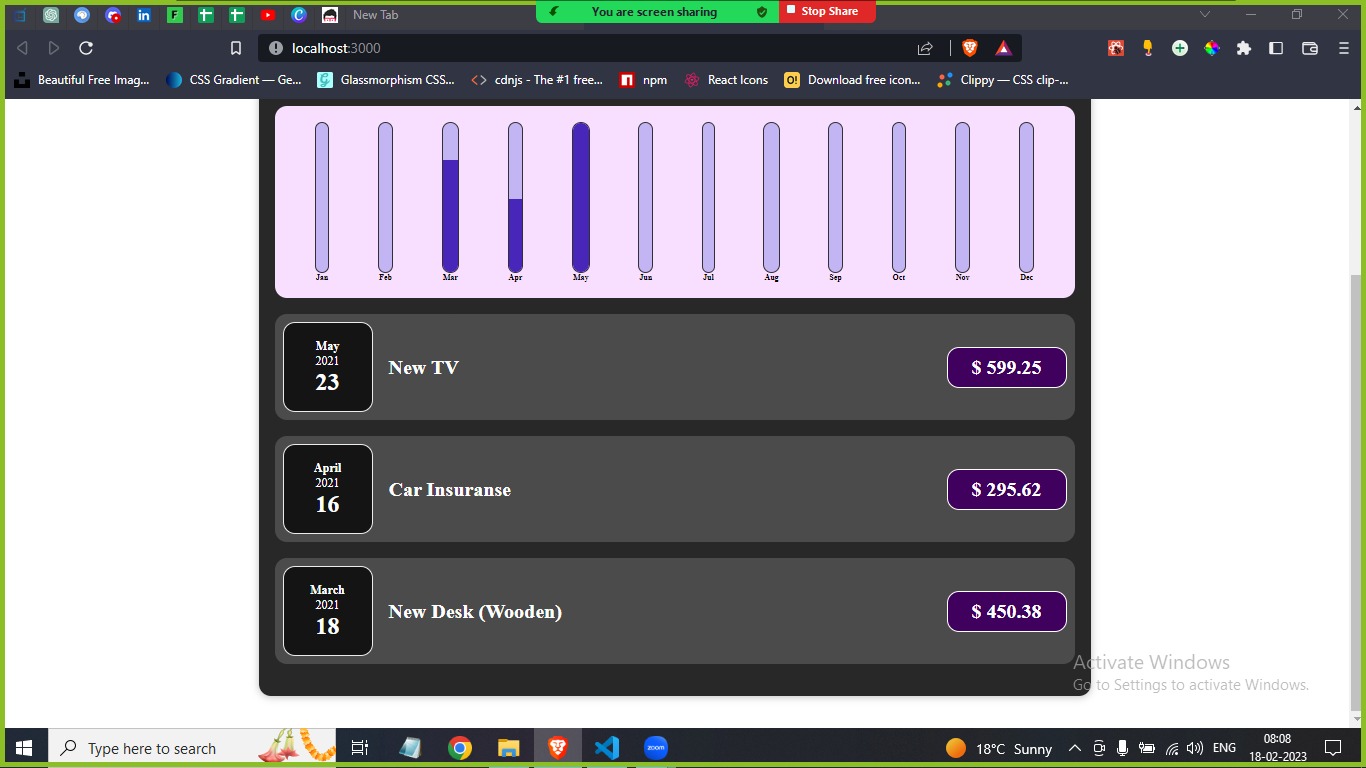 New Tab
You are screen sharing
Stop Share
localhost:3000
Beautiful Free Imag...
CSS Gradient — Ge...
Glassmorphism CSS...
cdnjs - The #1 free...
npm
React Icons
Download free icon...
Clippy — CSS clip-...
Jan Feb Mar Apr May Jun Jul Aug Sep Oct Nov Dec
May
2021
23
New TV
$ 599.25
April
2021
16
Car Insuranse
$ 295.62
March
2021
18
New Desk (Wooden)
$ 450.38
Activate Windows
Go to Settings to activate Windows.
Type here to search
zoom
18°C Sunny
ENG
08:08
18-02-2023